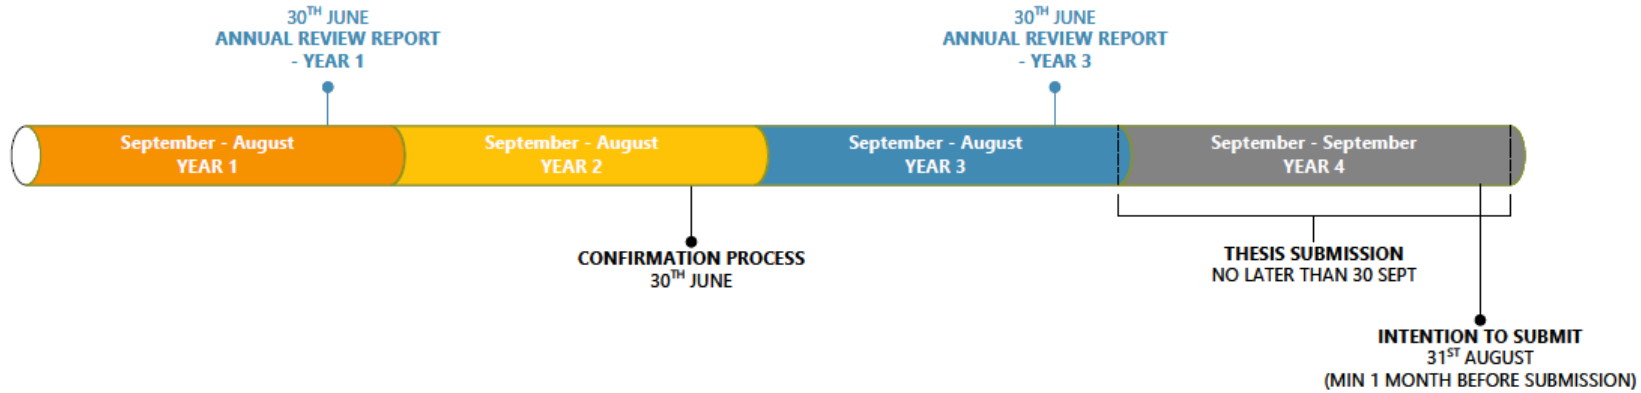 30TH JUNE
ANNUAL REVIEW REPORT
- YEAR 1
30TH JUNE
ANNUAL REVIEW REPORT
- YEAR 3
September - August
YEAR 1
September - August
YEAR 2
September - August
YEAR 3
September - September
YEAR 4
CONFIRMATION PROCESS
30TH JUNE
THESIS SUBMISSION
NO LATER THAN 30 SEPT
INTENTION TO SUBMIT
31ST AUGUST
(MIN 1 MONTH BEFORE SUBMISSION)